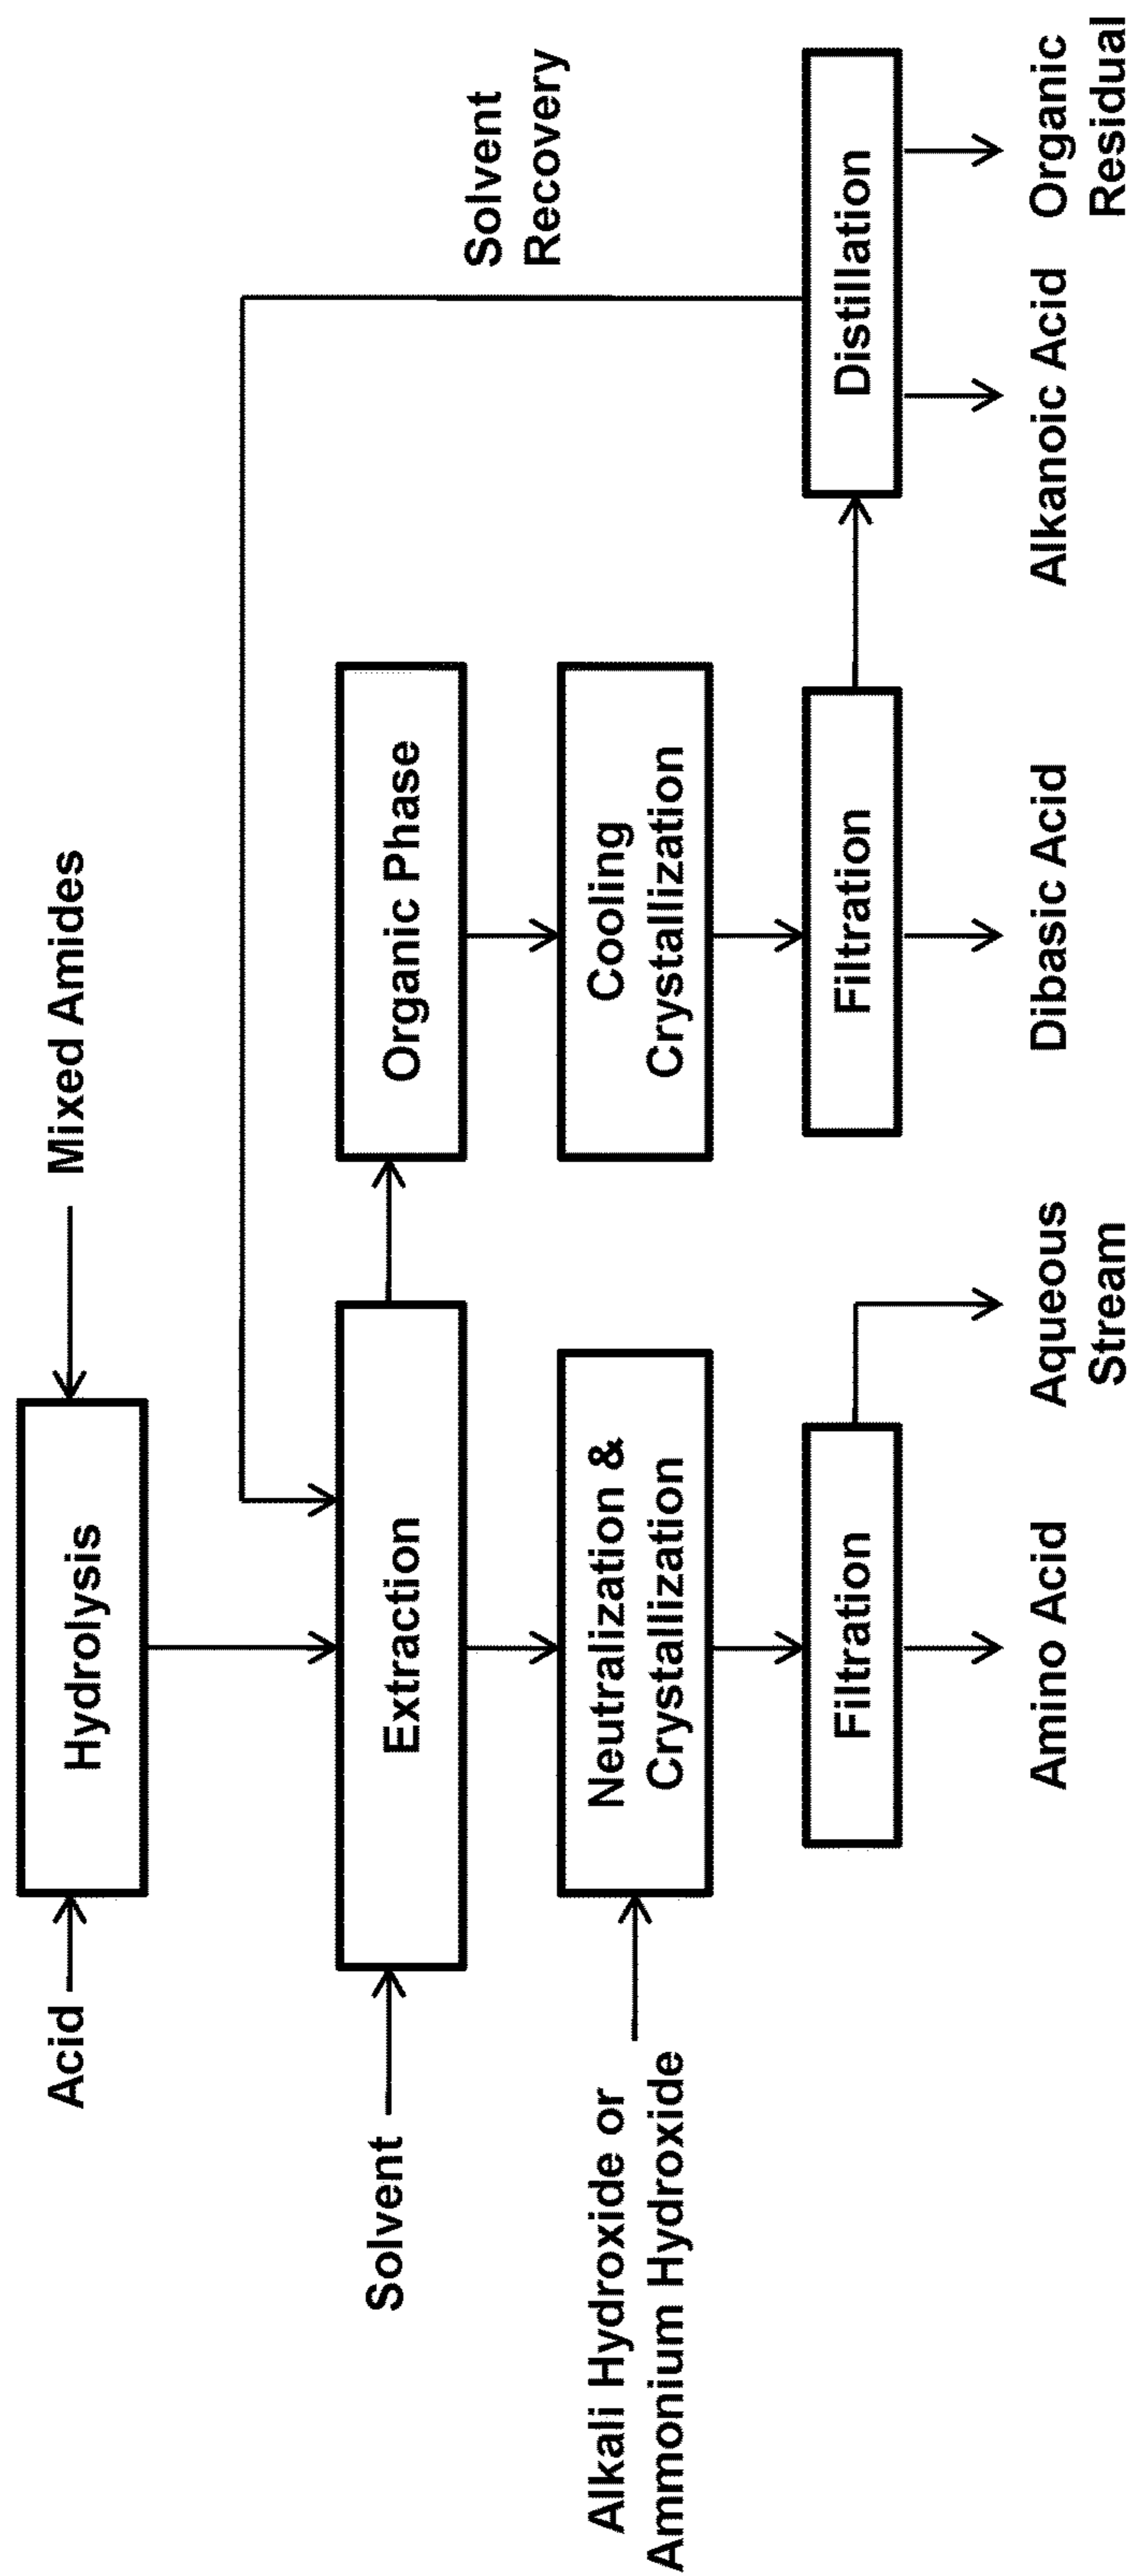 Acid
Hydrolysis
Mixed Amides
Solvent
Recovery
Solvent
Extraction
Organic Phase
Alkali Hydroxide or
Ammonium Hydroxide
Neutralization &
Crystallization
Cooling
Crystallization
Filtration
Filtration
Distillation
Amino Acid
Aqueous
Stream
Dibasic Acid
Alkanoic Acid
Organic
Residual